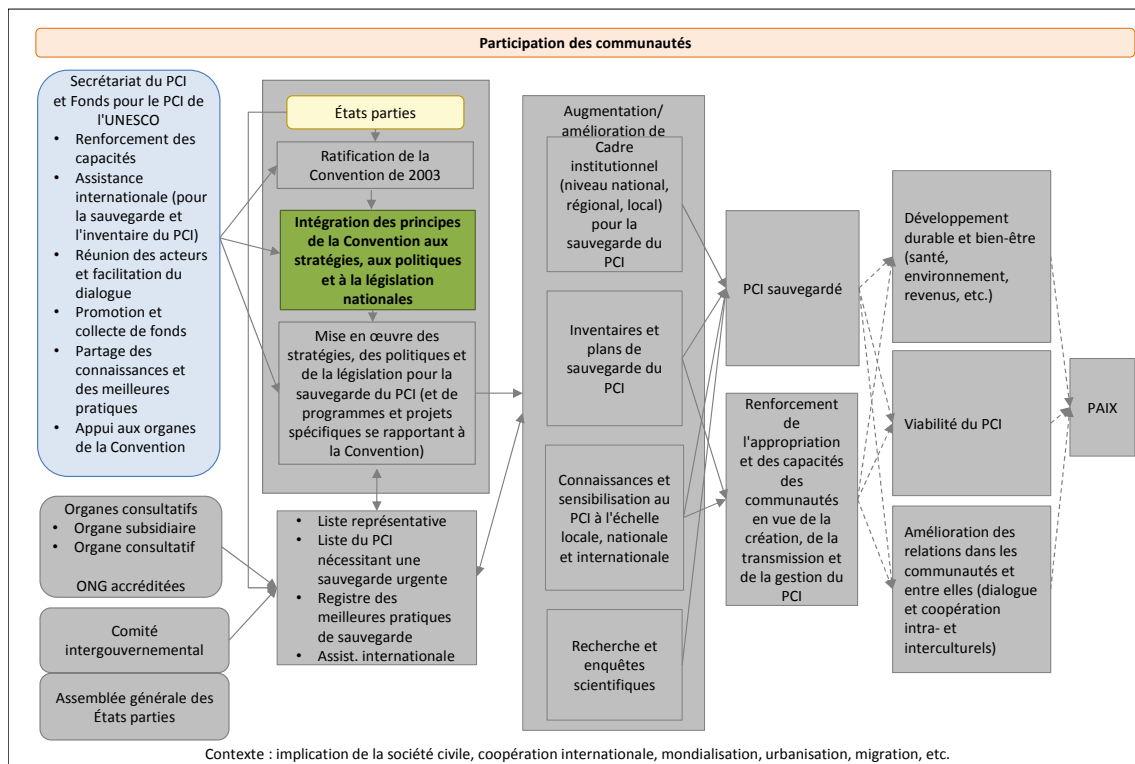 Participation des communautés
Secrétariat du PCI
et Fonds pour le PCI de
l'UNESCO
• Renforcement des
capacités
• Assistance
internationale (pour
la sauvegarde et
l'inventaire du PCI)
• Réunion des acteurs
et facilitation du
dialogue
• Promotion et
collecte de fonds
• Partage des
connaissances et
des meilleures
pratiques
• Appui aux organes
de la Convention
Organes consultatifs
• Organe subsidiaire
• Organe consultatif
ONG accréditées
Comité
intergouvernemental
Assemblée générale des
États parties
États parties
Ratification de la
Convention de 2003
Intégration des principes
de la Convention aux
stratégies, aux politiques
et à la législation
nationales
Mise en œuvre des
stratégies, des politiques et
de la législation pour la
sauvegarde du PCI (et de
programmes et projets
spécifiques se rapportant à
la Convention)
• Liste représentative
• Liste du PCI
nécessitant une
sauvegarde urgente
• Registre des
meilleures pratiques
de sauvegarde
• Assist. internationale
Augmentation/
amélioration de
Cadre
institutionnel
(niveau national,
régional, local)
pour la
sauvegarde du
PCI
Inventaires et
plans de
sauvegarde du
PCI
Connaissances et
sensibilisation au
PCI à l'échelle
locale, nationale
et internationale
Recherche et
enquêtes
scientifiques
PCI sauvegardé
Renforcement
de
l'appropriation
et des capacités
des
communautés
en vue de la
création, de la
transmission et
de la gestion du
PCI
Développement
durable et bien-être
(santé,
environnement,
revenus, etc.)
Viabilité du PCI
Amélioration des
relations dans les
communautés et
entre elles (dialogue
et coopération
intra- et
interculturels)
PAIX
Contexte : implication de la société civile, coopération internationale, mondialisation, urbanisation, migration, etc.